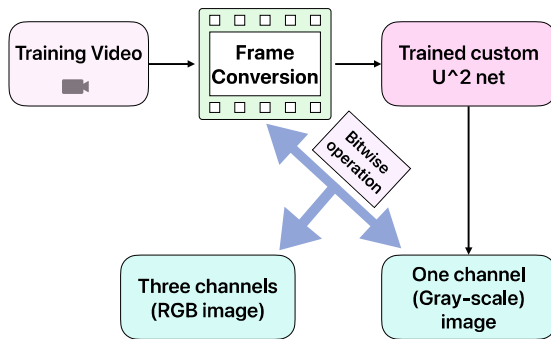 Training Video
Frame
Conversion
Trained custom
U^2 net
Bitwise
operation
Three channels
(RGB image)
One channel
(Gray-scale)
image